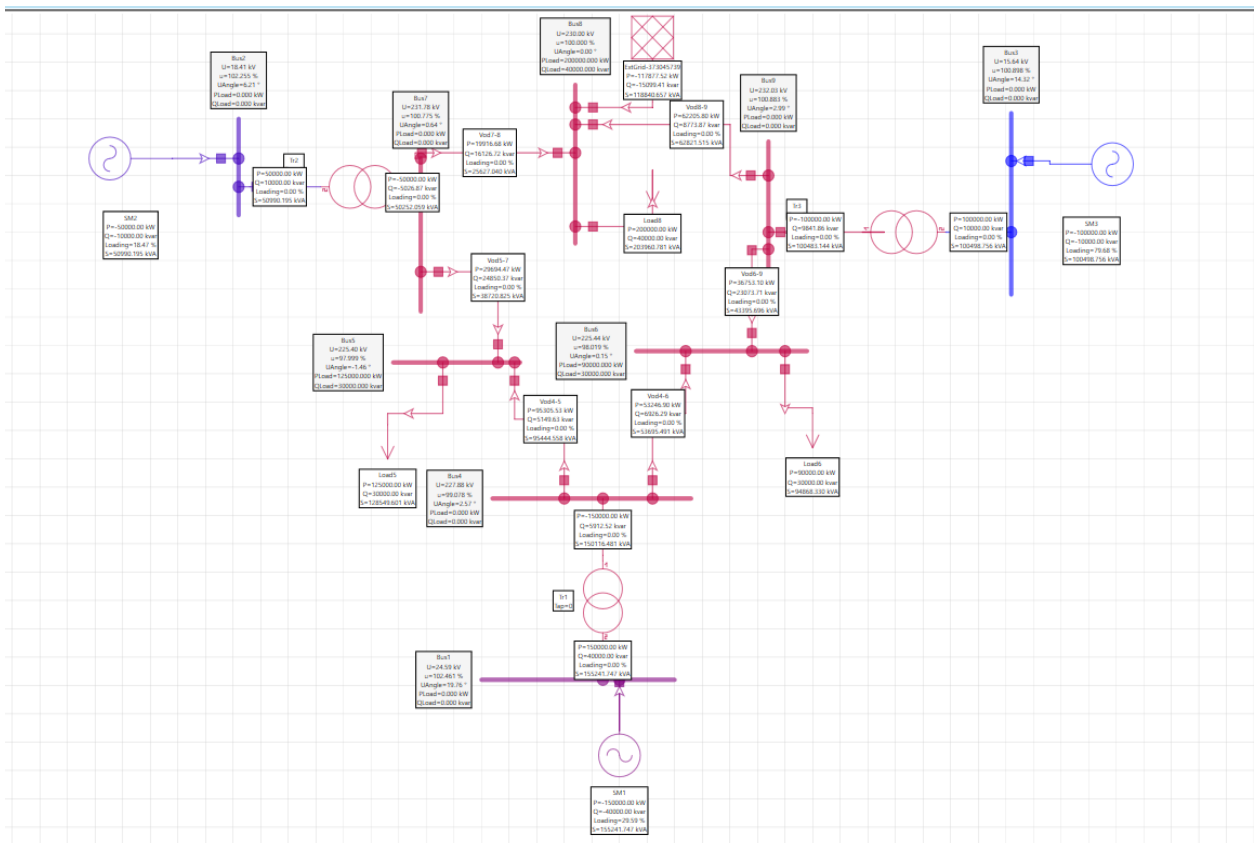 Bus8
U=230.00 kV
u=100.000 %
UAngle=0.00 °
PLoad=200000.000 kW
QLoad=40000.000 kvar
ExtGrid-373045739
P=-117877.52 kW
Q=-15099.41 kvar
S=118840.657 kVA
Bus2
U=18.41 kV
u=102.255 %
UAngle=6.21 °
PLoad=0.000 kW
QLoad=0.000 kvar
Bus3
U=15.64 kV
u=100.898 %
UAngle=14.32 °
PLoad=0.000 kW
QLoad=0.000 kvar
Bus7
U=231.78 kV
u=100.775 %
UAngle=0.64 °
PLoad=0.000 kW
QLoad=0.000 kvar
Bus9
U=232.03 kV
u=100.883 %
UAngle=2.99 °
PLoad=0.000 kW
QLoad=0.000 kvar
Vod8-9
P=62205.80 kW
Q=8773.87 kvar
Loading=0.00 %
S=62821.515 kVA
Vod7-8
P=19916.68 kW
Q=16126.72 kvar
Loading=0.00 %
S=25627.040 kVA
Tr2
P=50000.00 kW
Q=10000.00 kvar
Loading=0.00 %
S=50990.195 kVA
P=-50000.00 kW
Q=-5026.87 kvar
Loading=0.00 %
S=50252.059 kVA
SM2
P=-50000.00 kW
Q=-10000.00 kvar
Loading=18.47 %
S=50990.195 kVA
Load8
P=200000.00 kW
Q=40000.00 kvar
S=203960.781 kVA
Tr3
P=-100000.00 kW
Q=9841.86 kvar
Loading=0.00 %
S=100483.144 kVA
P=100000.00 kW
Q=10000.00 kvar
Loading=0.00 %
S=100498.756 kVA
SM3
P=-100000.00 kW
Q=-10000.00 kvar
Loading=79.68 %
S=100498.756 kVA
Vod5-7
P=29694.47 kW
Q=24850.37 kvar
Loading=0.00 %
S=38720.825 kVA
Vod6-9
P=36753.10 kW
Q=23073.71 kvar
Loading=0.00 %
S=43395.696 kVA
Bus5
U=225.40 kV
u=97.999 %
UAngle=-1.46 °
PLoad=125000.000 kW
QLoad=30000.000 kvar
Bus6
U=225.44 kV
u=98.019 %
UAngle=0.15 °
PLoad=90000.000 kW
QLoad=30000.000 kvar
Vod4-5
P=95305.53 kW
Q=5149.63 kvar
Loading=0.00 %
S=95444.558 kVA
Vod4-6
P=53246.90 kW
Q=6926.29 kvar
Loading=0.00 %
S=53695.491 kVA
Load5
P=125000.00 kW
Q=30000.00 kvar
S=128549.601 kVA
Load6
P=90000.00 kW
Q=30000.00 kvar
S=94868.330 kVA
Bus4
U=227.88 kV
u=99.078 %
UAngle=2.57 °
PLoad=0.000 kW
QLoad=0.000 kvar
P=-150000.00 kW
Q=5912.52 kvar
Loading=0.00 %
S=150116.481 kVA
Tr1
Tap=0
P=150000.00 kW
Q=40000.00 kvar
Loading=0.00 %
S=155241.747 kVA
Bus1
U=24.59 kV
u=102.461 %
UAngle=19.76 °
PLoad=0.000 kW
QLoad=0.000 kvar
SM1
P=-150000.00 kW
Q=-40000.00 kvar
Loading=29.59 %
S=155241.747 kVA